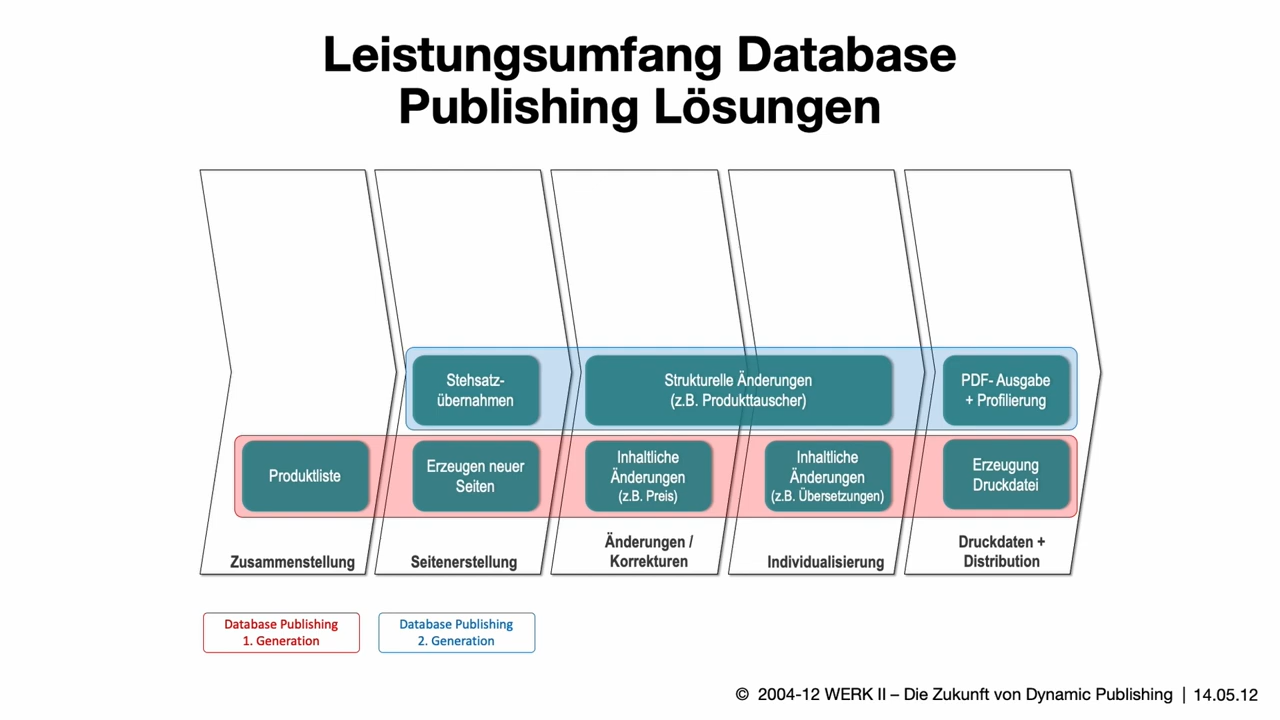 Leistungsumfang Database
Publishing Lösungen
Stehsatz-
übernahmen
Strukturelle Änderungen
(z.B. Produkttauscher)
PDF- Ausgabe
+ Profilierung
Produktliste
Erzeugen neuer
Seiten
Inhaltliche
Änderungen
(z.B. Preis)
Inhaltliche
Änderungen
(z.B. Übersetzungen)
Erzeugung
Druckdatei
Zusammenstellung
Seitenerstellung
Änderungen /
Korrekturen
Individualisierung
Druckdaten +
Distribution
Database Publishing
1. Generation
Database Publishing
2. Generation
© 2004-12 WERK II – Die Zukunft von Dynamic Publishing | 14.05.12